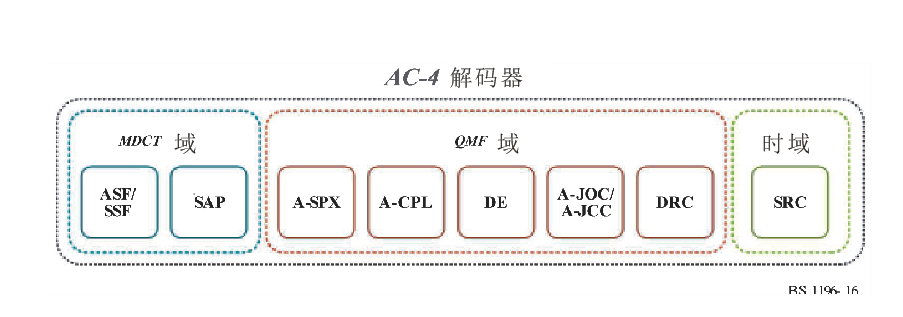 AC-4 解码器
MDCT 域
QMF 域
时域
ASF/
SSF
SAP
A-SPX
A-CPL
DE
A-JOC/
A-JCC
DRC
SRC
BS.1196-16